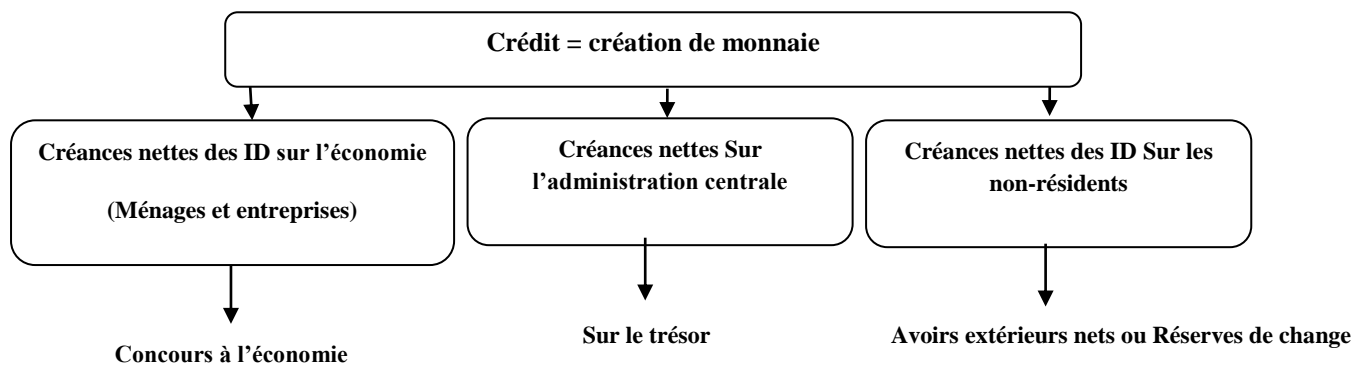 Crédit = création de monnaie
Créances nettes des ID sur l’économie
(Ménages et entreprises)
Créances nettes Sur
l’administration centrale
Créances nettes des ID Sur les
non-résidents
Concours à l’économie
Sur le trésor
Avoirs extérieurs nets ou Réserves de change